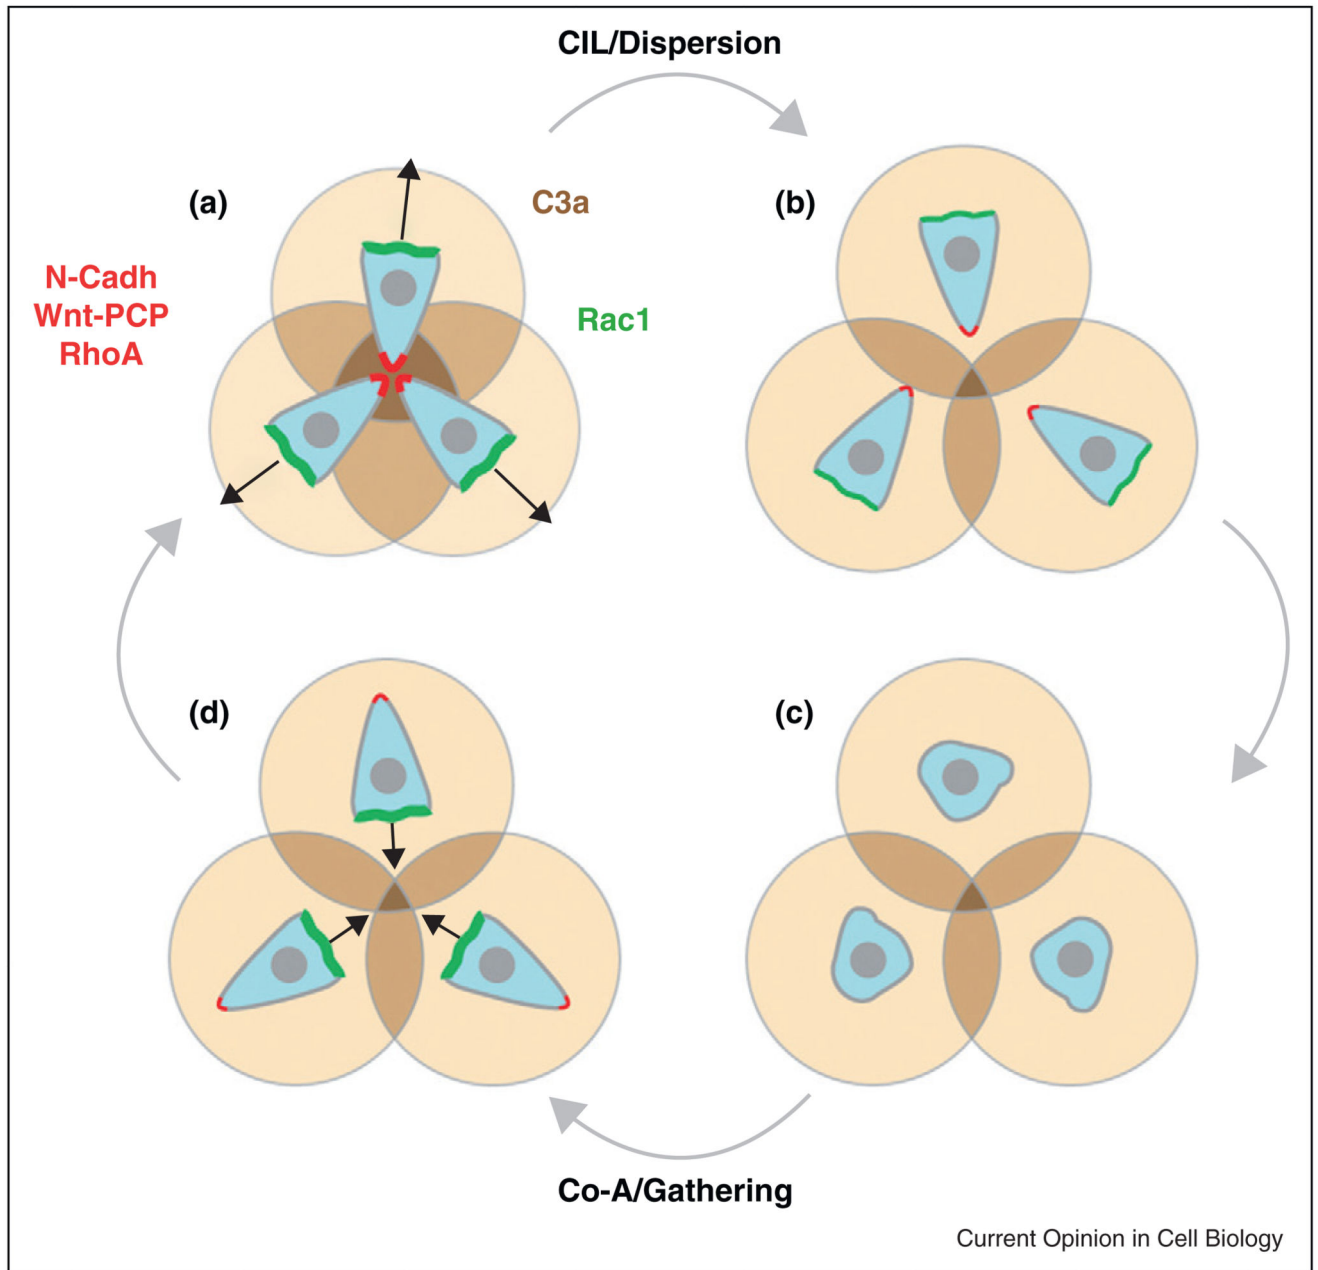 CIL/Dispersion
(a)
C3a
(b)
N-Cadh
Wnt-PCP
RhoA
Rac1
(d)
(c)
Co-A/Gathering
Current Opinion in Cell Biology